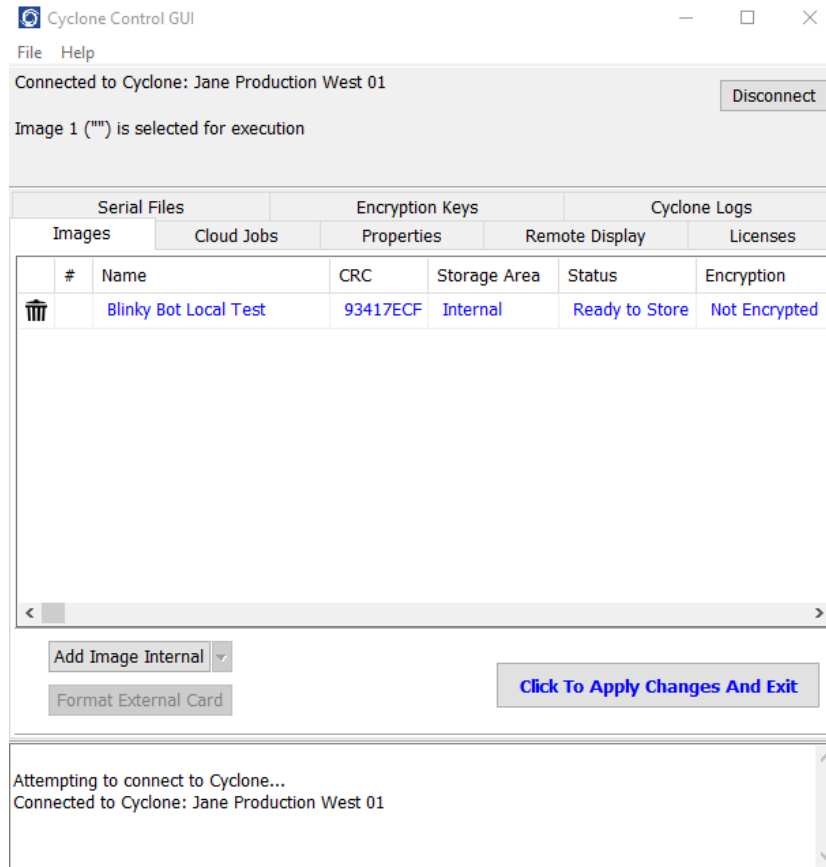 Cyclone Control GUI
File Help
Connected to Cyclone: Jane Production West 01
Disconnect
Image 1 ("") is selected for execution
Serial Files Encryption Keys Cyclone Logs
Images Cloud Jobs Properties Remote Display Licenses
# Name CRC Storage Area Status Encryption
Blinky Bot Local Test 93417ECF Internal Ready to Store Not Encrypted
Add Image Internal
Click To Apply Changes And Exit
Format External Card
Attempting to connect to Cyclone...
Connected to Cyclone: Jane Production West 01